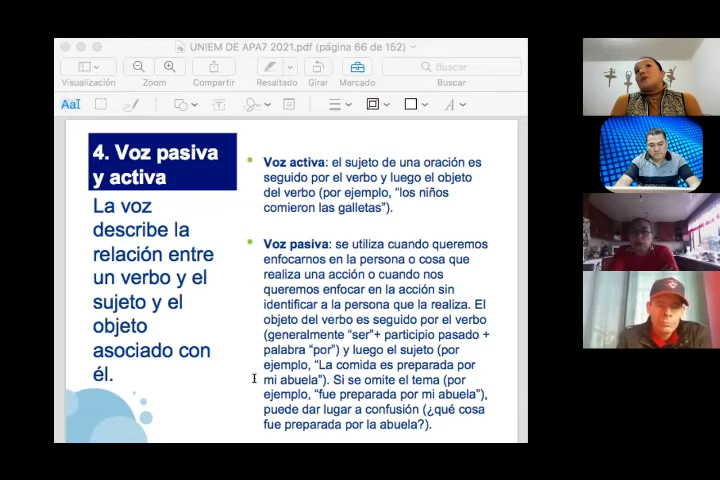 UNIEM DE APA7 2021.pdf (página 66 de 152)
Visualización
Zoom
Compartir
Resaltado
Girar
Marcado
Buscar
Buscar
AaI
T
A
4. Voz pasiva
y activa
La voz
describe la
relación entre
un verbo y el
sujeto y el
objeto
asociado con
él.
Voz activa: el sujeto de una oración es
seguido por el verbo y luego el objeto
del verbo (por ejemplo, “los niños
comieron las galletas”).
Voz pasiva: se utiliza cuando queremos
enfocarnos en la persona o cosa que
realiza una acción o cuando nos
queremos enfocar en la acción sin
identificar a la persona que la realiza. El
objeto del verbo es seguido por el verbo
(generalmente “ser”+ participio pasado +
palabra “por”) y luego el sujeto (por
ejemplo, “La comida es preparada por
mi abuela”). Si se omite el tema (por
ejemplo, “fue preparada por mi abuela”),
puede dar lugar a confusión (¿qué cosa
fue preparada por la abuela?).